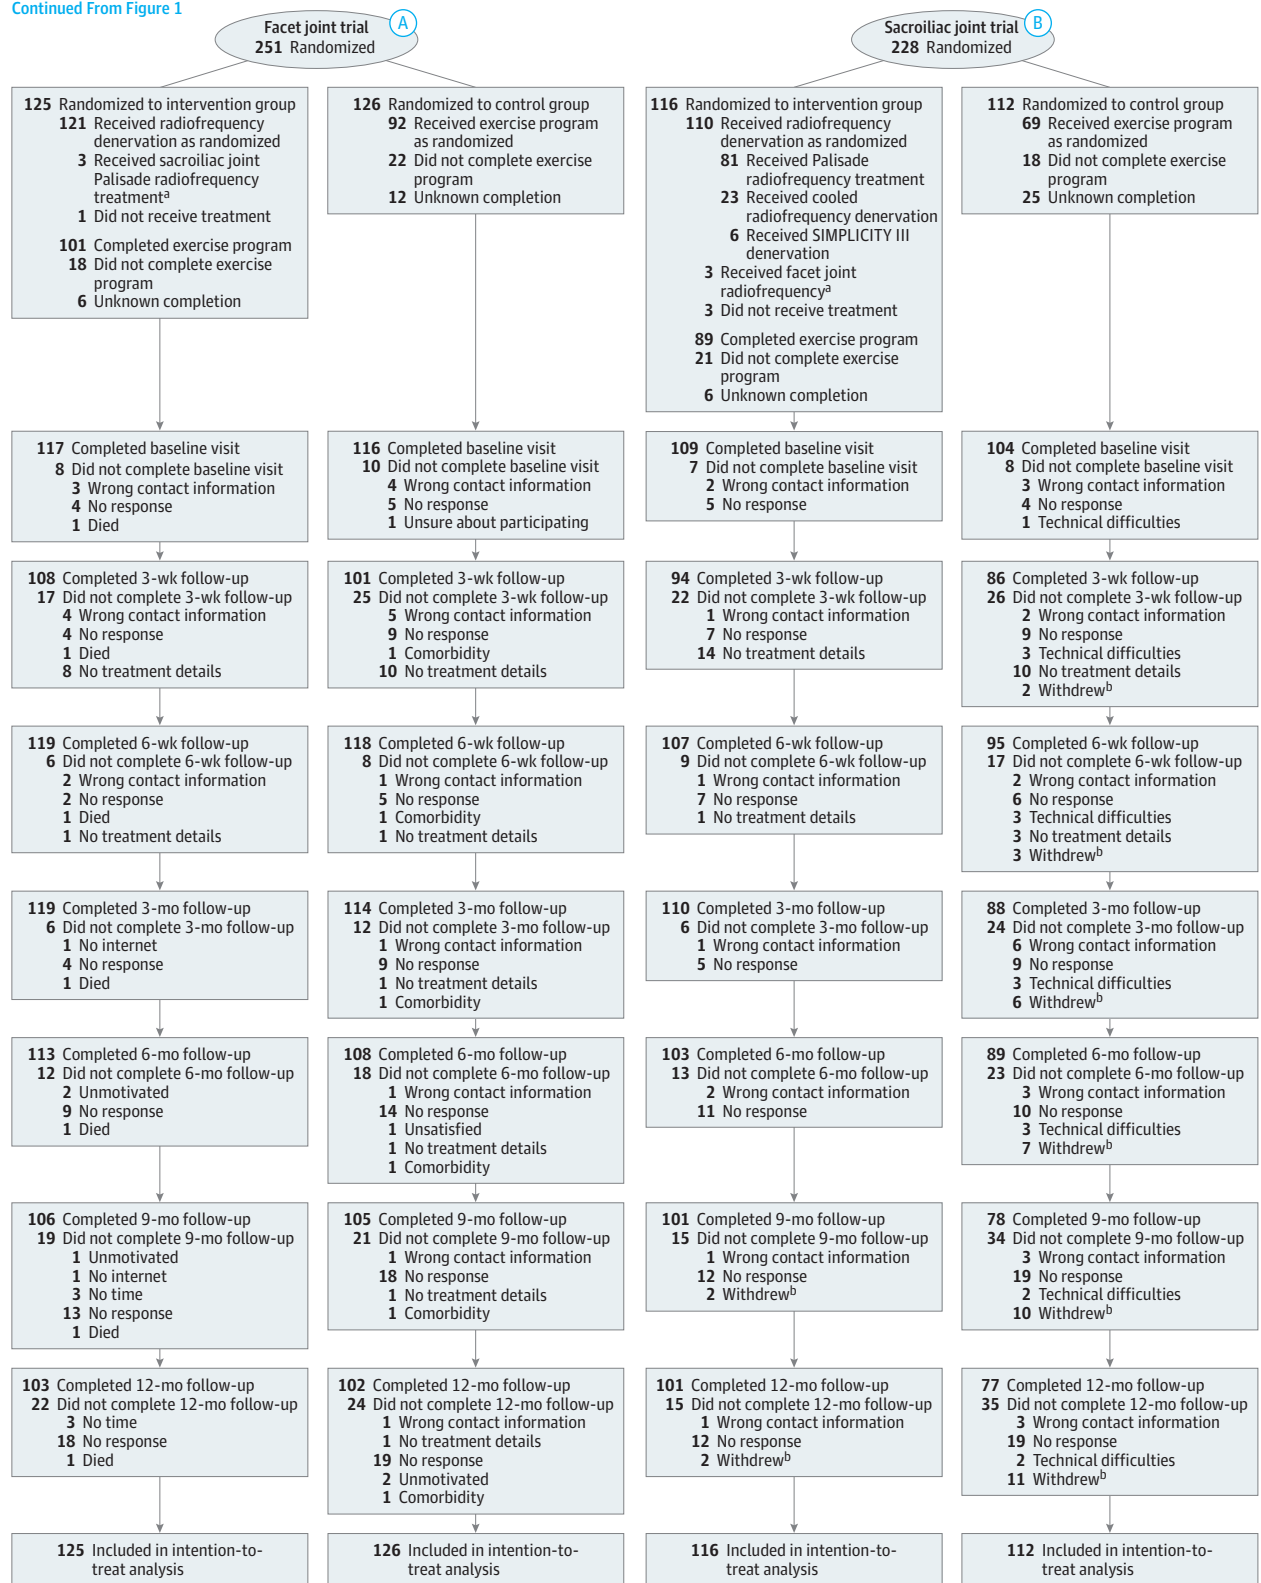 Continued From Figure 1
Facet joint trial
251 Randomized
A
125 Randomized to intervention group
121 Received radiofrequency
denervation as randomized
3 Received sacroiliac joint
Palisade radiofrequency
treatmenta
1 Did not receive treatment
101 Completed exercise program
18 Did not complete exercise
program
6 Unknown completion
126 Randomized to control group
92 Received exercise program
as randomized
22 Did not complete exercise
program
12 Unknown completion
117 Completed baseline visit
8 Did not complete baseline visit
3 Wrong contact information
4 No response
1 Died
116 Completed baseline visit
10 Did not complete baseline visit
4 Wrong contact information
5 No response
1 Unsure about participating
108 Completed 3-wk follow-up
17 Did not complete 3-wk follow-up
4 Wrong contact information
4 No response
1 Died
8 No treatment details
101 Completed 3-wk follow-up
25 Did not complete 3-wk follow-up
5 Wrong contact information
9 No response
1 Comorbidity
10 No treatment details
119 Completed 6-wk follow-up
6 Did not complete 6-wk follow-up
2 Wrong contact information
2 No response
1 Died
1 No treatment details
118 Completed 6-wk follow-up
8 Did not complete 6-wk follow-up
1 Wrong contact information
5 No response
1 Comorbidity
1 No treatment details
119 Completed 3-mo follow-up
6 Did not complete 3-mo follow-up
1 No internet
4 No response
1 Died
114 Completed 3-mo follow-up
12 Did not complete 3-mo follow-up
1 Wrong contact information
9 No response
1 No treatment details
1 Comorbidity
113 Completed 6-mo follow-up
12 Did not complete 6-mo follow-up
2 Unmotivated
9 No response
1 Died
108 Completed 6-mo follow-up
18 Did not complete 6-mo follow-up
1 Wrong contact information
14 No response
1 Unsatisfied
1 No treatment details
1 Comorbidity
106 Completed 9-mo follow-up
19 Did not complete 9-mo follow-up
1 Unmotivated
1 No internet
3 No time
13 No response
1 Died
105 Completed 9-mo follow-up
21 Did not complete 9-mo follow-up
1 Wrong contact information
18 No response
1 No treatment details
1 Comorbidity
103 Completed 12-mo follow-up
22 Did not complete 12-mo follow-up
3 No time
18 No response
1 Died
102 Completed 12-mo follow-up
24 Did not complete 12-mo follow-up
1 Wrong contact information
1 No treatment details
19 No response
2 Unmotivated
1 Comorbidity
125 Included in intention-to-
treat analysis
126 Included in intention-to-
treat analysis
Sacroiliac joint trial
228 Randomized
B
116 Randomized to intervention group
110 Received radiofrequency
denervation as randomized
81 Received Palisade
radiofrequency treatment
23 Received cooled
radiofrequency denervation
6 Received SIMPLICITY III
denervation
3 Received facet joint
radiofrequencya
3 Did not receive treatment
89 Completed exercise program
21 Did not complete exercise
program
6 Unknown completion
112 Randomized to control group
69 Received exercise program
as randomized
18 Did not complete exercise
program
25 Unknown completion
109 Completed baseline visit
7 Did not complete baseline visit
2 Wrong contact information
5 No response
104 Completed baseline visit
8 Did not complete baseline visit
3 Wrong contact information
4 No response
1 Technical difficulties
94 Completed 3-wk follow-up
22 Did not complete 3-wk follow-up
1 Wrong contact information
7 No response
14 No treatment details
86 Completed 3-wk follow-up
26 Did not complete 3-wk follow-up
2 Wrong contact information
9 No response
3 Technical difficulties
10 No treatment details
2 Withdrewb
107 Completed 6-wk follow-up
9 Did not complete 6-wk follow-up
1 Wrong contact information
7 No response
1 No treatment details
95 Completed 6-wk follow-up
17 Did not complete 6-wk follow-up
2 Wrong contact information
6 No response
3 Technical difficulties
3 No treatment details
3 Withdrewb
110 Completed 3-mo follow-up
6 Did not complete 3-mo follow-up
1 Wrong contact information
5 No response
88 Completed 3-mo follow-up
24 Did not complete 3-mo follow-up
6 Wrong contact information
9 No response
3 Technical difficulties
6 Withdrewb
103 Completed 6-mo follow-up
13 Did not complete 6-mo follow-up
2 Wrong contact information
11 No response
89 Completed 6-mo follow-up
23 Did not complete 6-mo follow-up
3 Wrong contact information
10 No response
3 Technical difficulties
7 Withdrewb
101 Completed 9-mo follow-up
15 Did not complete 9-mo follow-up
1 Wrong contact information
12 No response
2 Withdrewb
78 Completed 9-mo follow-up
34 Did not complete 9-mo follow-up
3 Wrong contact information
19 No response
2 Technical difficulties
10 Withdrewb
101 Completed 12-mo follow-up
15 Did not complete 12-mo follow-up
1 Wrong contact information
12 No response
2 Withdrewb
77 Completed 12-mo follow-up
35 Did not complete 12-mo follow-up
3 Wrong contact information
19 No response
2 Technical difficulties
11 Withdrewb
116 Included in intention-to-
treat analysis
112 Included in intention-to-
treat analysis